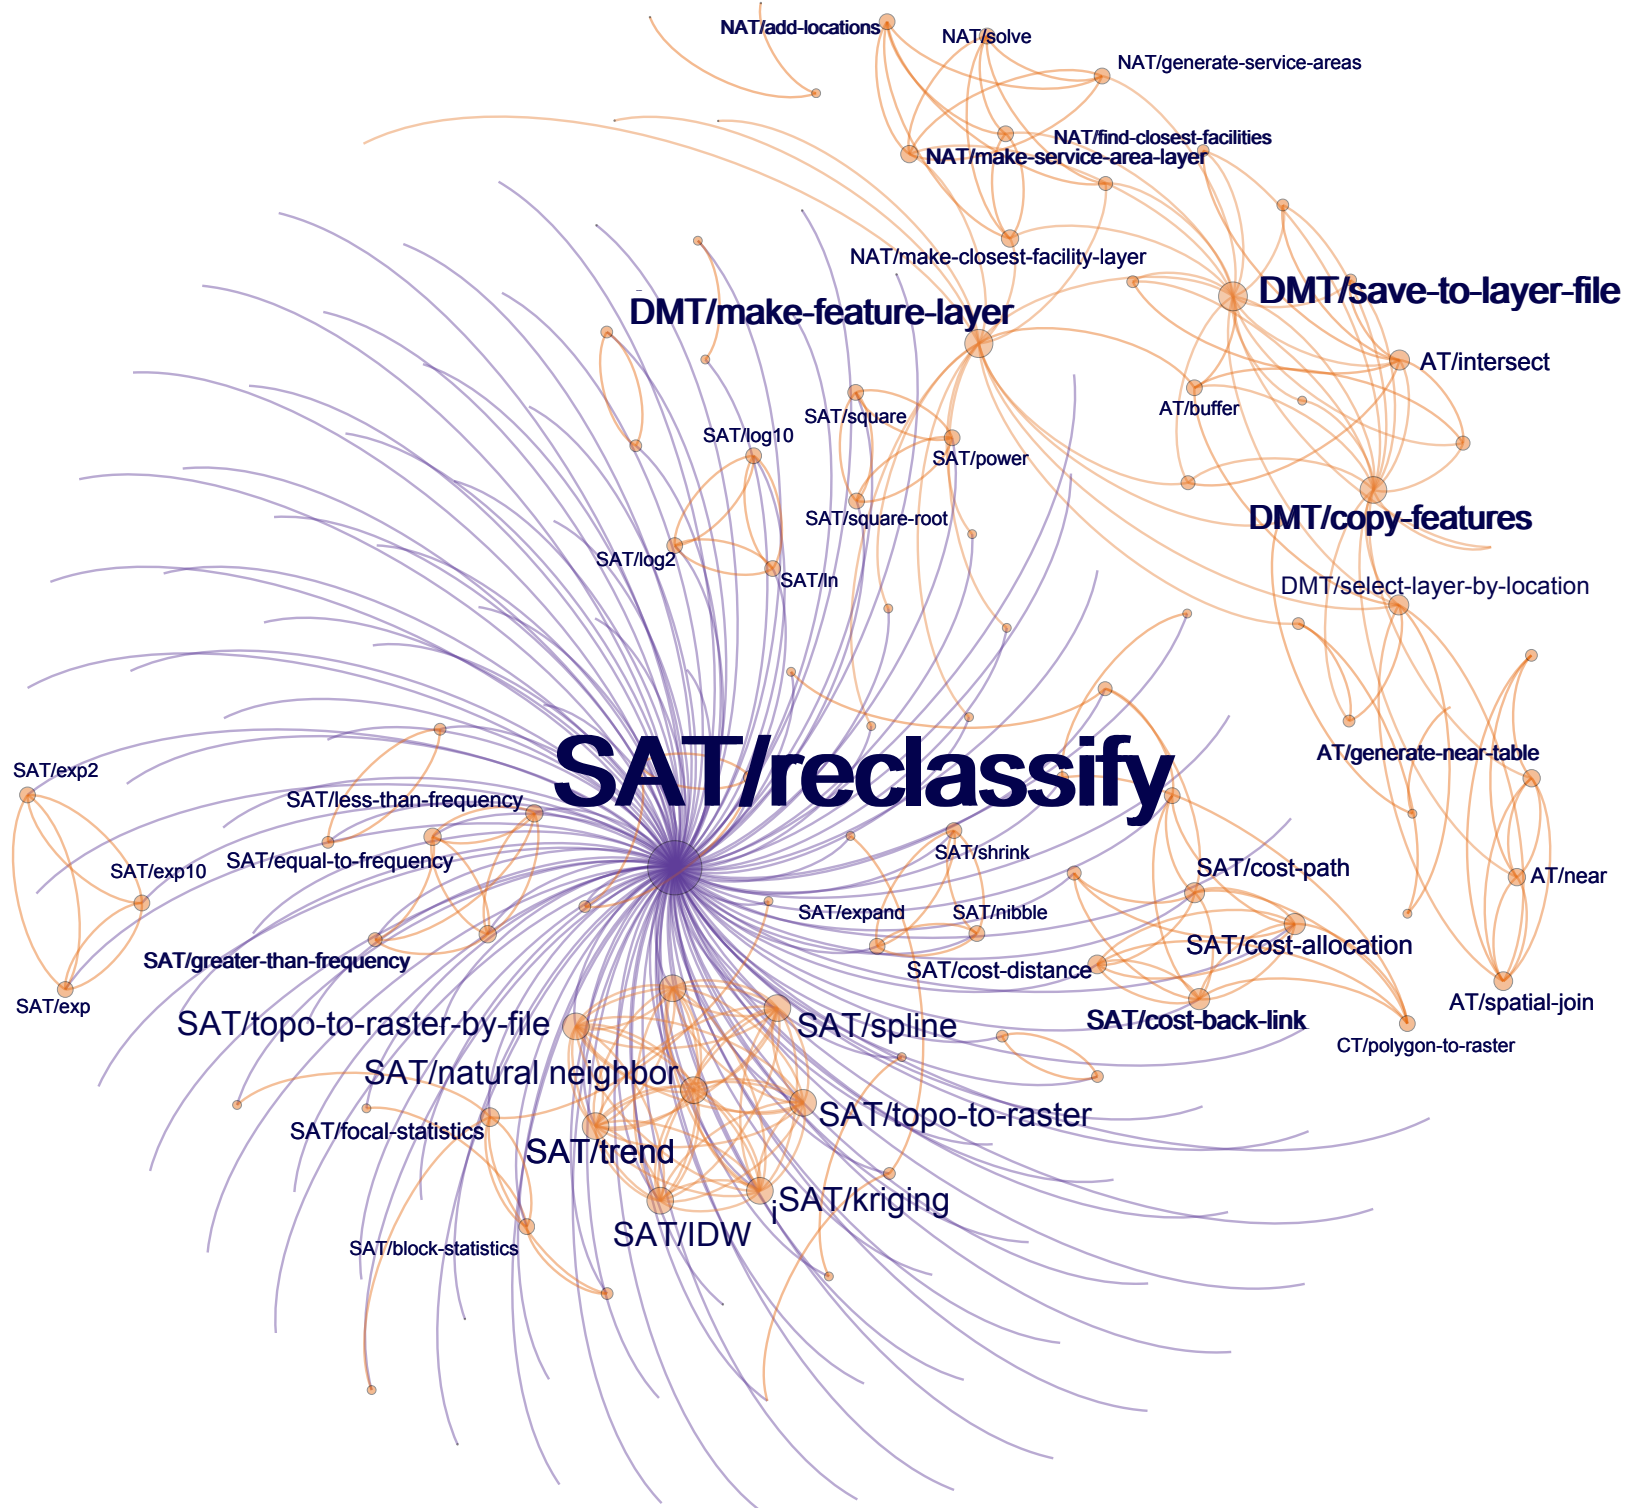 NAT/add-locations
NAT/solve
NAT/generate-service-areas
NAT/find-closest-facilities
NAT/make-service-area-layer
NAT/make-closest-facility-layer
DMT/save-to-layer-file
DMT/make-feature-layer
AT/intersect
AT/buffer
SAT/square
SAT/log10
SAT/power
SAT/square-root
DMT/copy-features
SAT/log2
SAT/ln
DMT/select-layer-by-location
AT/generate-near-table
SAT/reclassify
SAT/exp2
SAT/less-than-frequency
SAT/equal-to-frequency
SAT/exp10
SAT/shrink
SAT/cost-path
AT/near
SAT/expand
SAT/nibble
SAT/cost-allocation
SAT/greater-than-frequency
SAT/cost-distance
SAT/exp
AT/spatial-join
SAT/topo-to-raster-by-file
SAT/spline
SAT/cost-back-link
CT/polygon-to-raster
SAT/natural neighbor
SAT/topo-to-raster
SAT/focal-statistics
SAT/trend
SAT/kriging
SAT/IDW
SAT/block-statistics